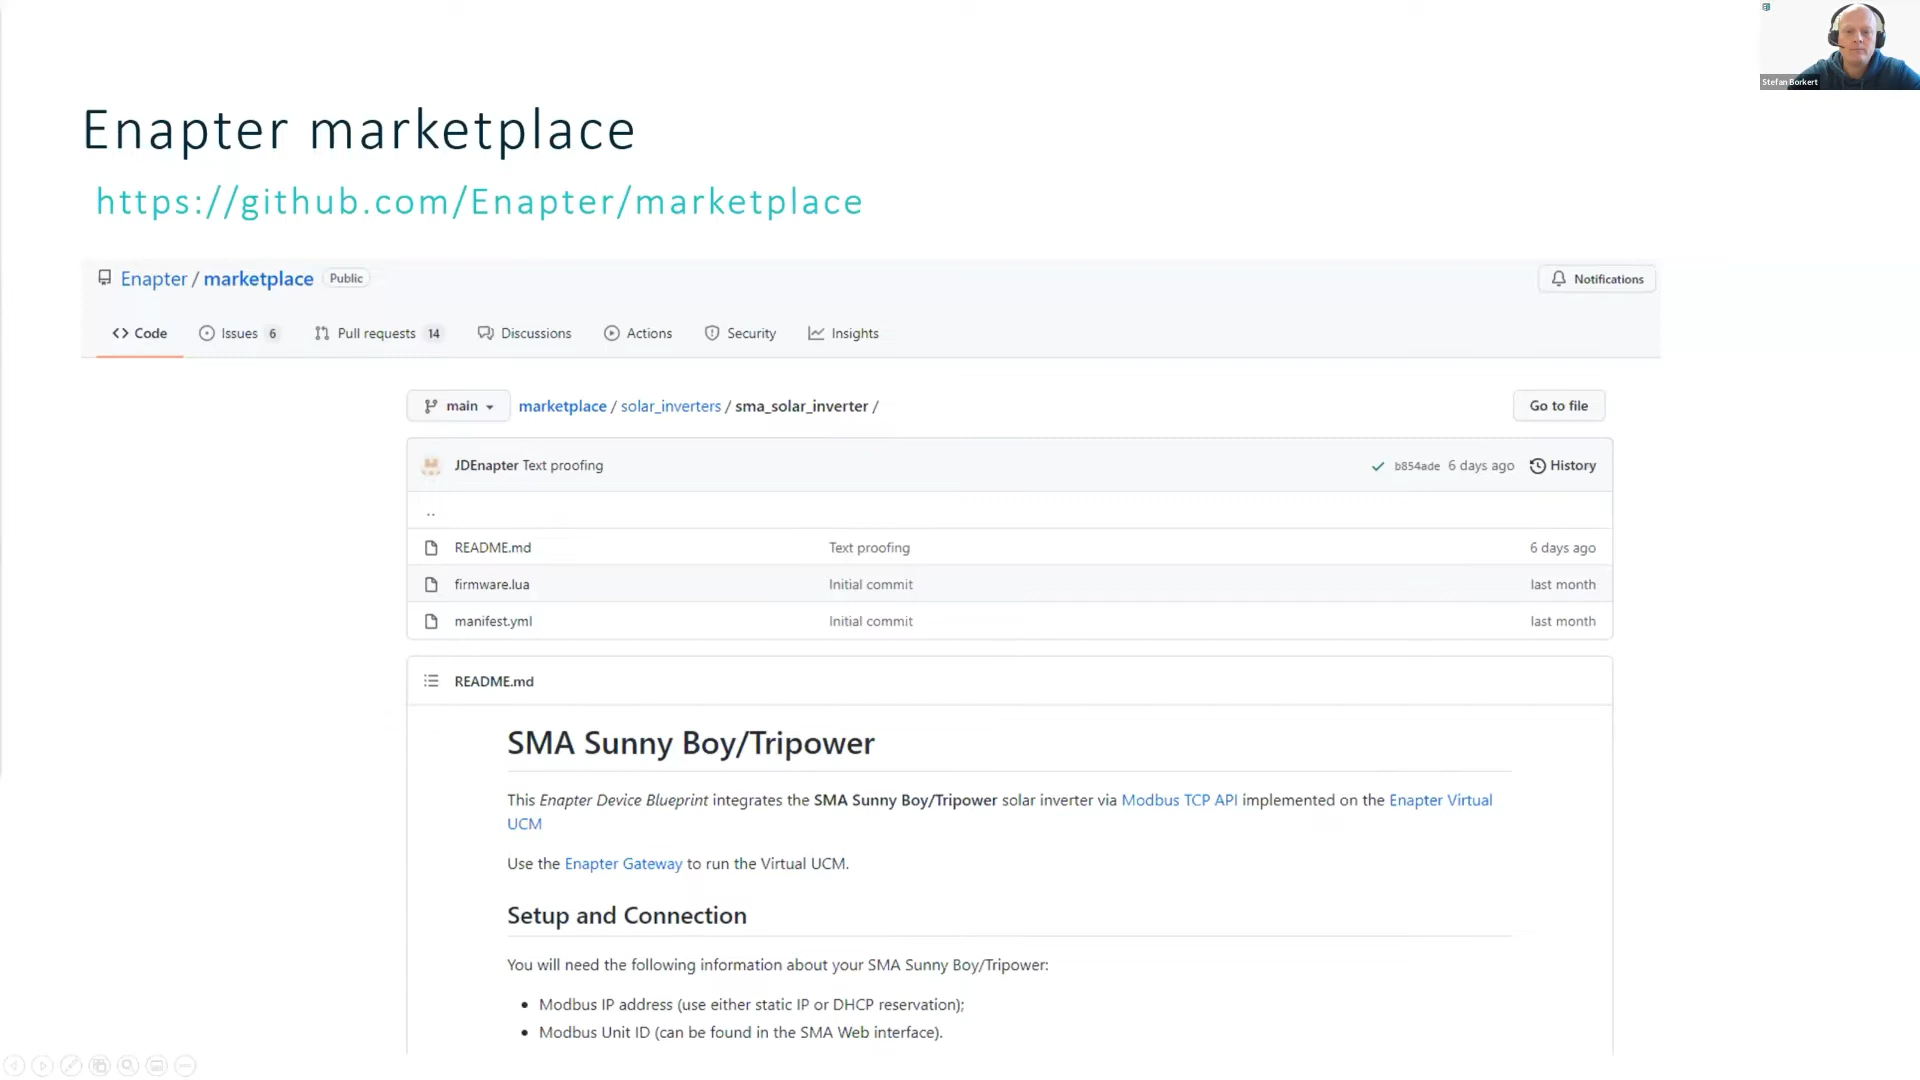 Stefan Borkert
Enapter marketplace
https://github.com/Enapter/marketplace
Enapter / marketplace Public
Notifications
Code
Issues 6
Pull requests 14
Discussions
Actions
Security
Insights
main
marketplace / solar_inverters / sma_solar_inverter /
Go to file
JDEnapter Text proofing
b854ade 6 days ago
History
..
README.md Text proofing 6 days ago
firmware.lua Initial commit last month
manifest.yml Initial commit last month
README.md
SMA Sunny Boy/Tripower
This Enapter Device Blueprint integrates the SMA Sunny Boy/Tripower solar inverter via Modbus TCP API implemented on the Enapter Virtual
UCM
Use the Enapter Gateway to run the Virtual UCM.
Setup and Connection
You will need the following information about your SMA Sunny Boy/Tripower:
• Modbus IP address (use either static IP or DHCP reservation);
• Modbus Unit ID (can be found in the SMA Web interface).